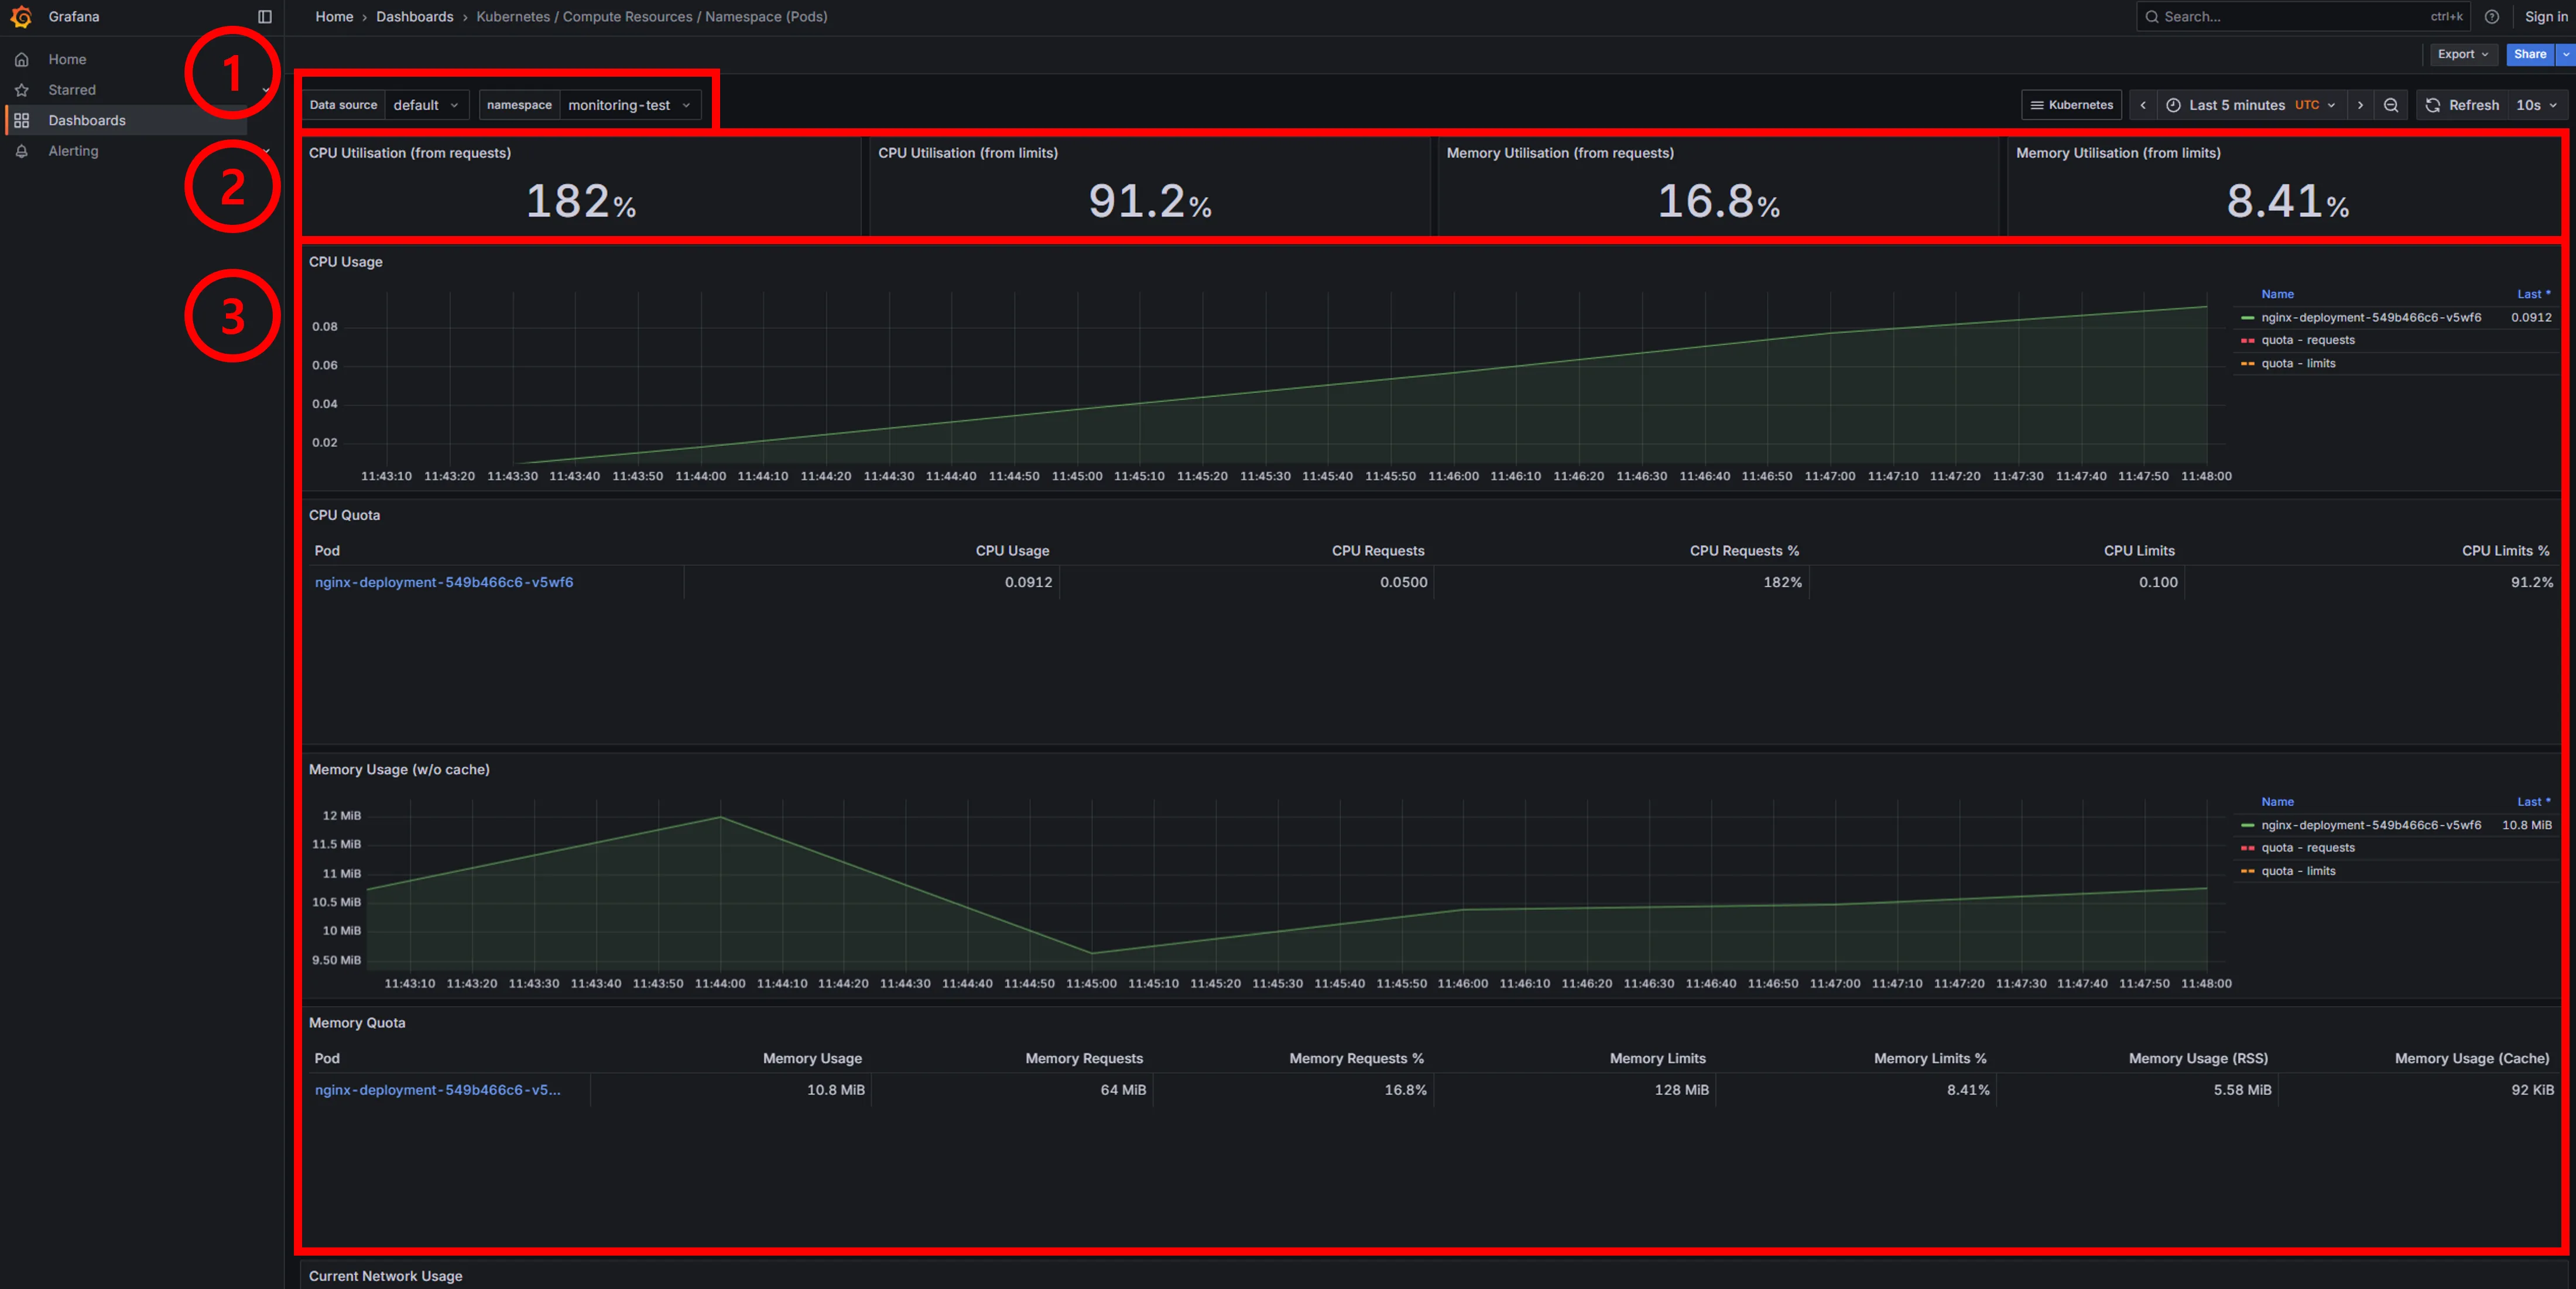 Grafana
Home › Dashboards › Kubernetes / Compute Resources / Namespace (Pods)
Search... ctrl+k
Sign in
Home
Starred
Dashboards
Alerting
Export
Share
1
2
3
Data source default namespace monitoring-test
Kubernetes
Last 5 minutes UTC
Refresh 10s
CPU Utilisation (from requests)
182%
CPU Utilisation (from limits)
91.2%
Memory Utilisation (from requests)
16.8%
Memory Utilisation (from limits)
8.41%
CPU Usage
0.08
0.06
0.04
0.02
11:43:10 11:43:20 11:43:30 11:43:40 11:43:50 11:44:00 11:44:10 11:44:20 11:44:30 11:44:40 11:44:50 11:45:00 11:45:10 11:45:20 11:45:30 11:45:40 11:45:50 11:46:00 11:46:10 11:46:20 11:46:30 11:46:40 11:46:50 11:47:00 11:47:10 11:47:20 11:47:30 11:47:40 11:47:50 11:48:00
Name Last *
nginx-deployment-549b466c6-v5wf6 0.0912
quota - requests
quota - limits
CPU Quota
Pod CPU Usage CPU Requests CPU Requests % CPU Limits CPU Limits %
nginx-deployment-549b466c6-v5wf6 0.0912 0.0500 182% 0.100 91.2%
Memory Usage (w/o cache)
12 MiB
11.5 MiB
11 MiB
10.5 MiB
10 MiB
9.50 MiB
11:43:10 11:43:20 11:43:30 11:43:40 11:43:50 11:44:00 11:44:10 11:44:20 11:44:30 11:44:40 11:44:50 11:45:00 11:45:10 11:45:20 11:45:30 11:45:40 11:45:50 11:46:00 11:46:10 11:46:20 11:46:30 11:46:40 11:46:50 11:47:00 11:47:10 11:47:20 11:47:30 11:47:40 11:47:50 11:48:00
Name Last *
nginx-deployment-549b466c6-v5wf6 10.8 MiB
quota - requests
quota - limits
Memory Quota
Pod Memory Usage Memory Requests Memory Requests % Memory Limits Memory Limits % Memory Usage (RSS) Memory Usage (Cache)
nginx-deployment-549b466c6-v5... 10.8 MiB 64 MiB 16.8% 128 MiB 8.41% 5.58 MiB 92 KiB
Current Network Usage